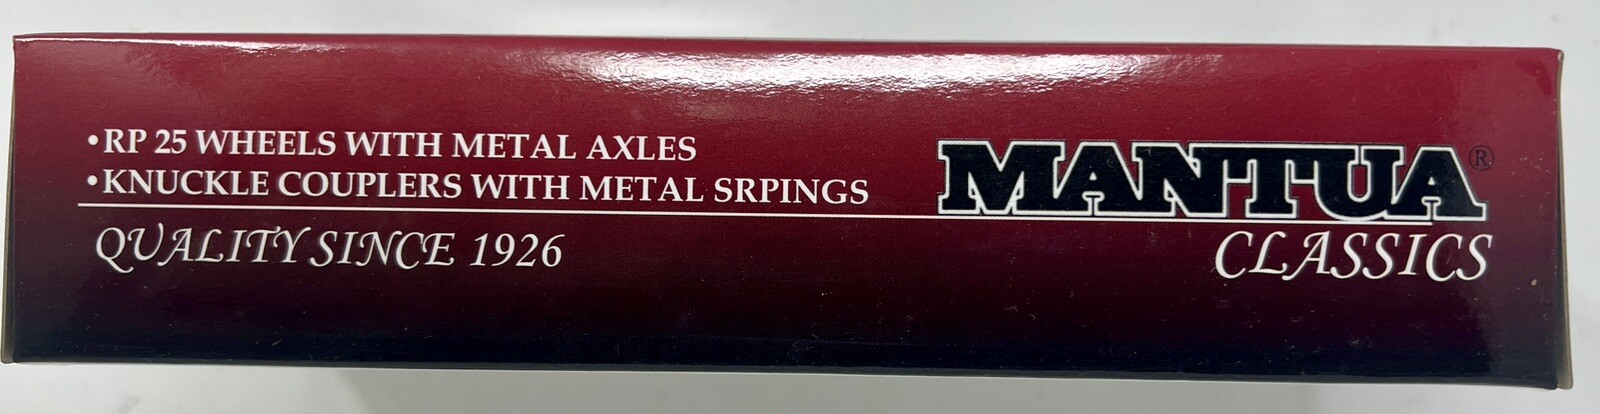 •RP 25 WHEELS WITH METAL AXLES
•KNUCKLE COUPLERS WITH METAL SRPINGS
QUALITY SINCE 1926
MANTUA®
CLASSICS